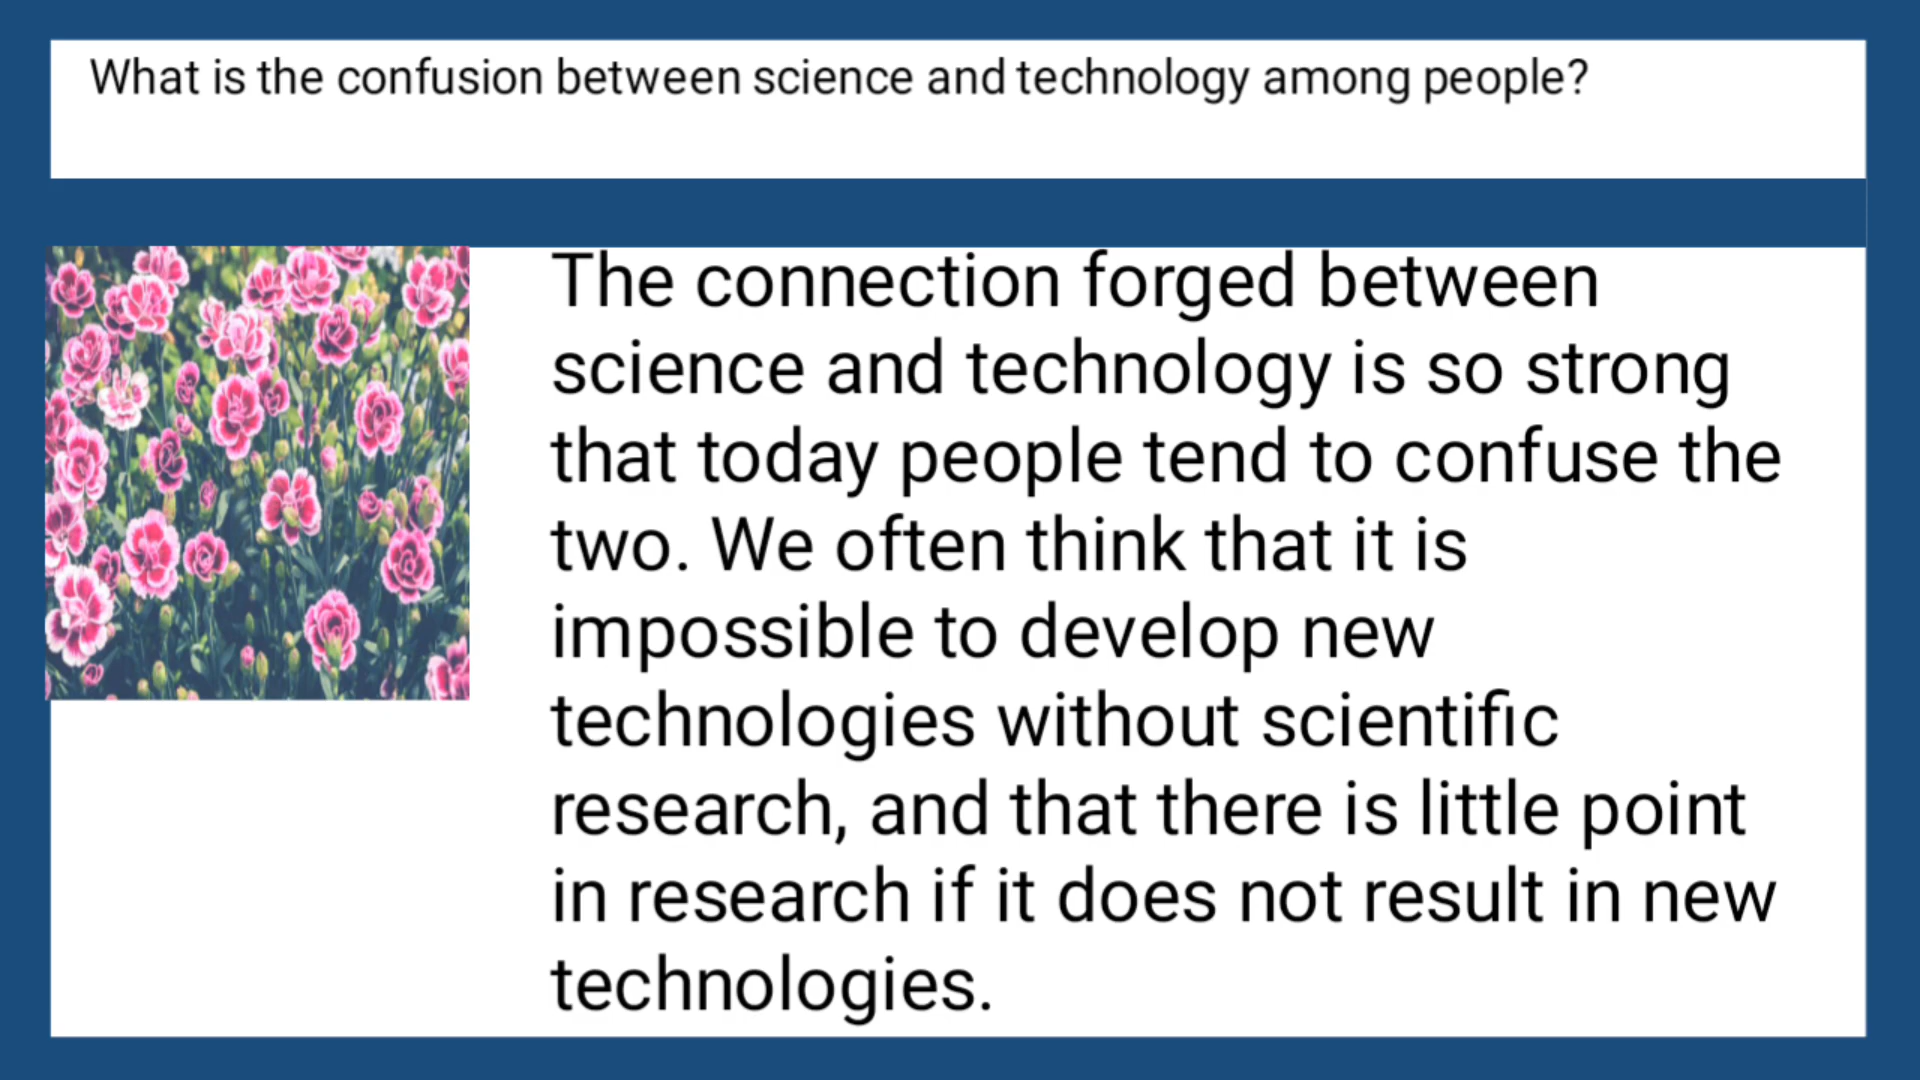 What is the confusion between science and technology among people?
The connection forged between
science and technology is so strong
that today people tend to confuse the
two. We often think that it is
impossible to develop new
technologies without scientific
research, and that there is little point
in research if it does not result in new
technologies.